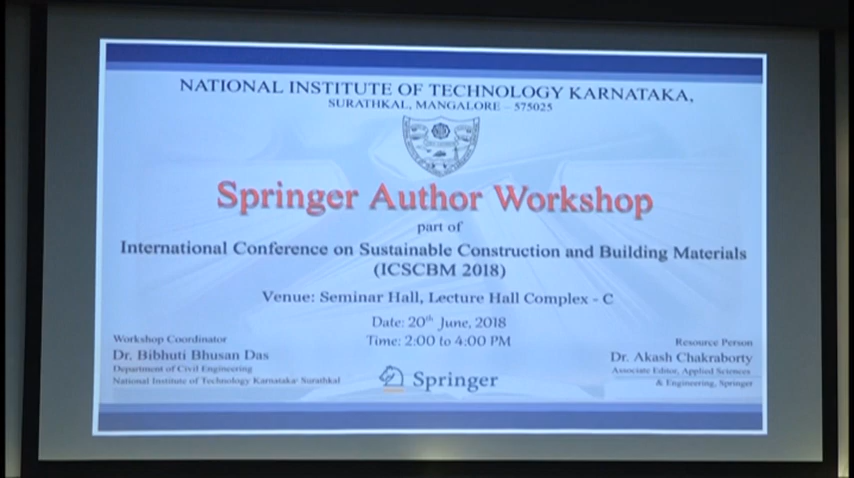 NATIONAL INSTITUTE OF TECHNOLOGY KARNATAKA,
SURATHKAL, MANGALORE – 575025
Springer Author Workshop
part of
International Conference on Sustainable Construction and Building Materials
(ICSCBM 2018)
Venue: Seminar Hall, Lecture Hall Complex - C
Date: 20th June, 2018
Time: 2:00 to 4:00 PM
Workshop Coordinator
Dr. Bibhuti Bhusan Das
Department of Civil Engineering
National Institute of Technology Karnataka Surathkal
Springer
Resource Person
Dr. Akash Chakraborty
Associate Editor, Applied Sciences
& Engineering, Springer